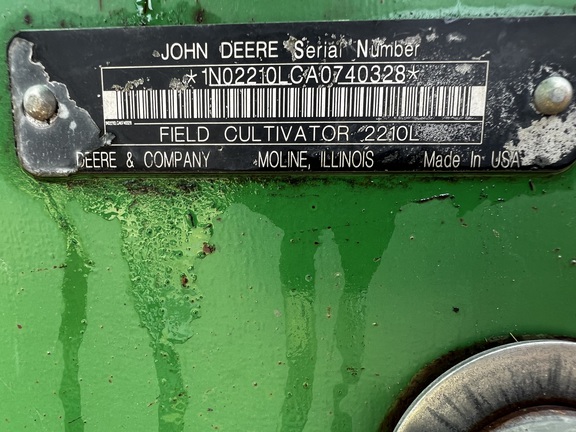 JOHN DEERE Serial Number
*1N02210LCA0740328*
FIELD CULTIVATOR 2210L
DEERE & COMPANY MOLINE, ILLINOIS Made In USA